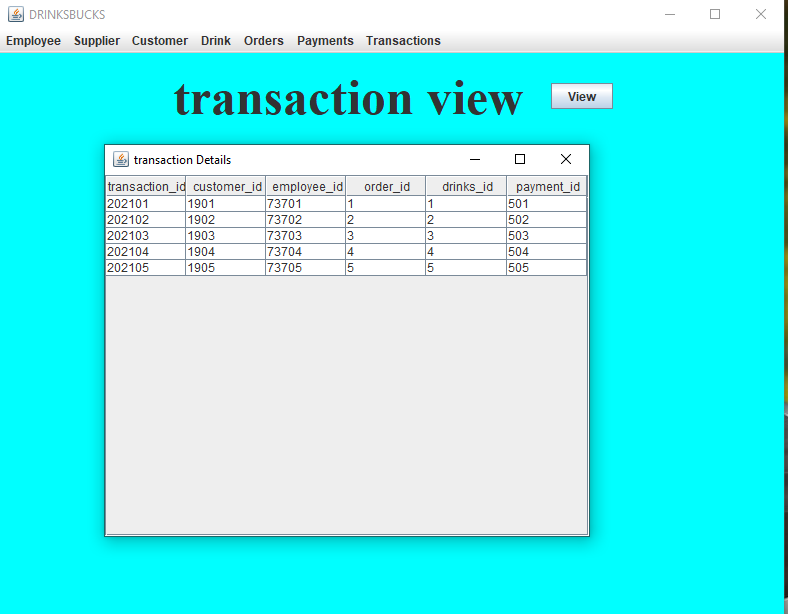 DRINKSBUCKS
Employee Supplier Customer Drink Orders Payments Transactions
transaction view View
transaction Details
transaction_id customer_id employee_id order_id drinks_id payment_id
202101 1901 73701 1 1 501
202102 1902 73702 2 2 502
202103 1903 73703 3 3 503
202104 1904 73704 4 4 504
202105 1905 73705 5 5 505